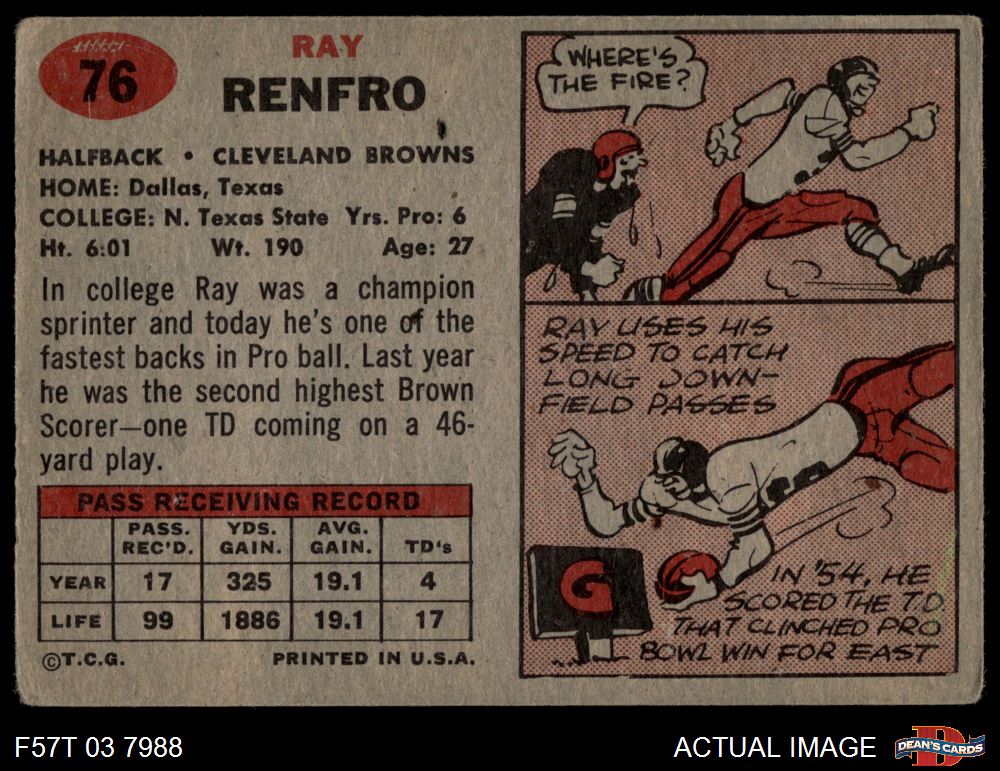 76
RAY
RENFRO
HALFBACK • CLEVELAND BROWNS
HOME: Dallas, Texas
COLLEGE: N. Texas State Yrs. Pro: 6
Ht. 6:01 Wt. 190 Age: 27
In college Ray was a champion
sprinter and today he's one of the
fastest backs in Pro ball. Last year
he was the second highest Brown
Scorer—one TD coming on a 46-
yard play.
PASS RECEIVING RECORD
PASS. REC'D. YDS. GAIN. AVG. GAIN. TD's
YEAR 17 325 19.1 4
LIFE 99 1886 19.1 17
©T.C.G. PRINTED IN U.S.A.
WHERE'S
THE FIRE?
RAY USES HIS
SPEED TO CATCH
LONG DOWN-
FIELD PASSES
G
IN '54, HE
SCORED THE T.D
THAT CLINCHED PRO
BOWL WIN FOR EAST
F57T 03 7988
ACTUAL IMAGE
D
DEAN'S CARDS